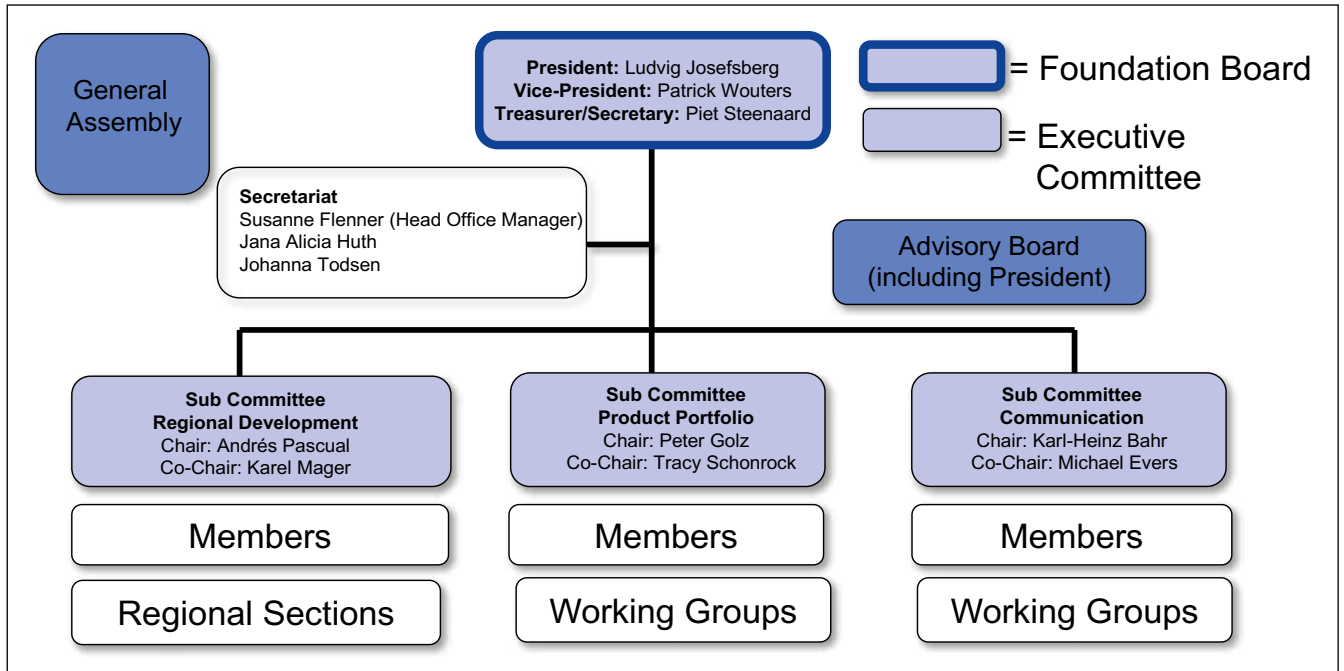 General
Assembly
President: Ludvig Josefsberg
Vice-President: Patrick Wouters
Treasurer/Secretary: Piet Steenaard
= Foundation Board
= Executive
Committee
Secretariat
Susanne Flenner (Head Office Manager)
Jana Alicia Huth
Johanna Todsen
Advisory Board
(including President)
Sub Committee
Regional Development
Chair: Andrés Pascual
Co-Chair: Karel Mager
Members
Regional Sections
Sub Committee
Product Portfolio
Chair: Peter Golz
Co-Chair: Tracy Schonrock
Members
Working Groups
Sub Committee
Communication
Chair: Karl-Heinz Bahr
Co-Chair: Michael Evers
Members
Working Groups